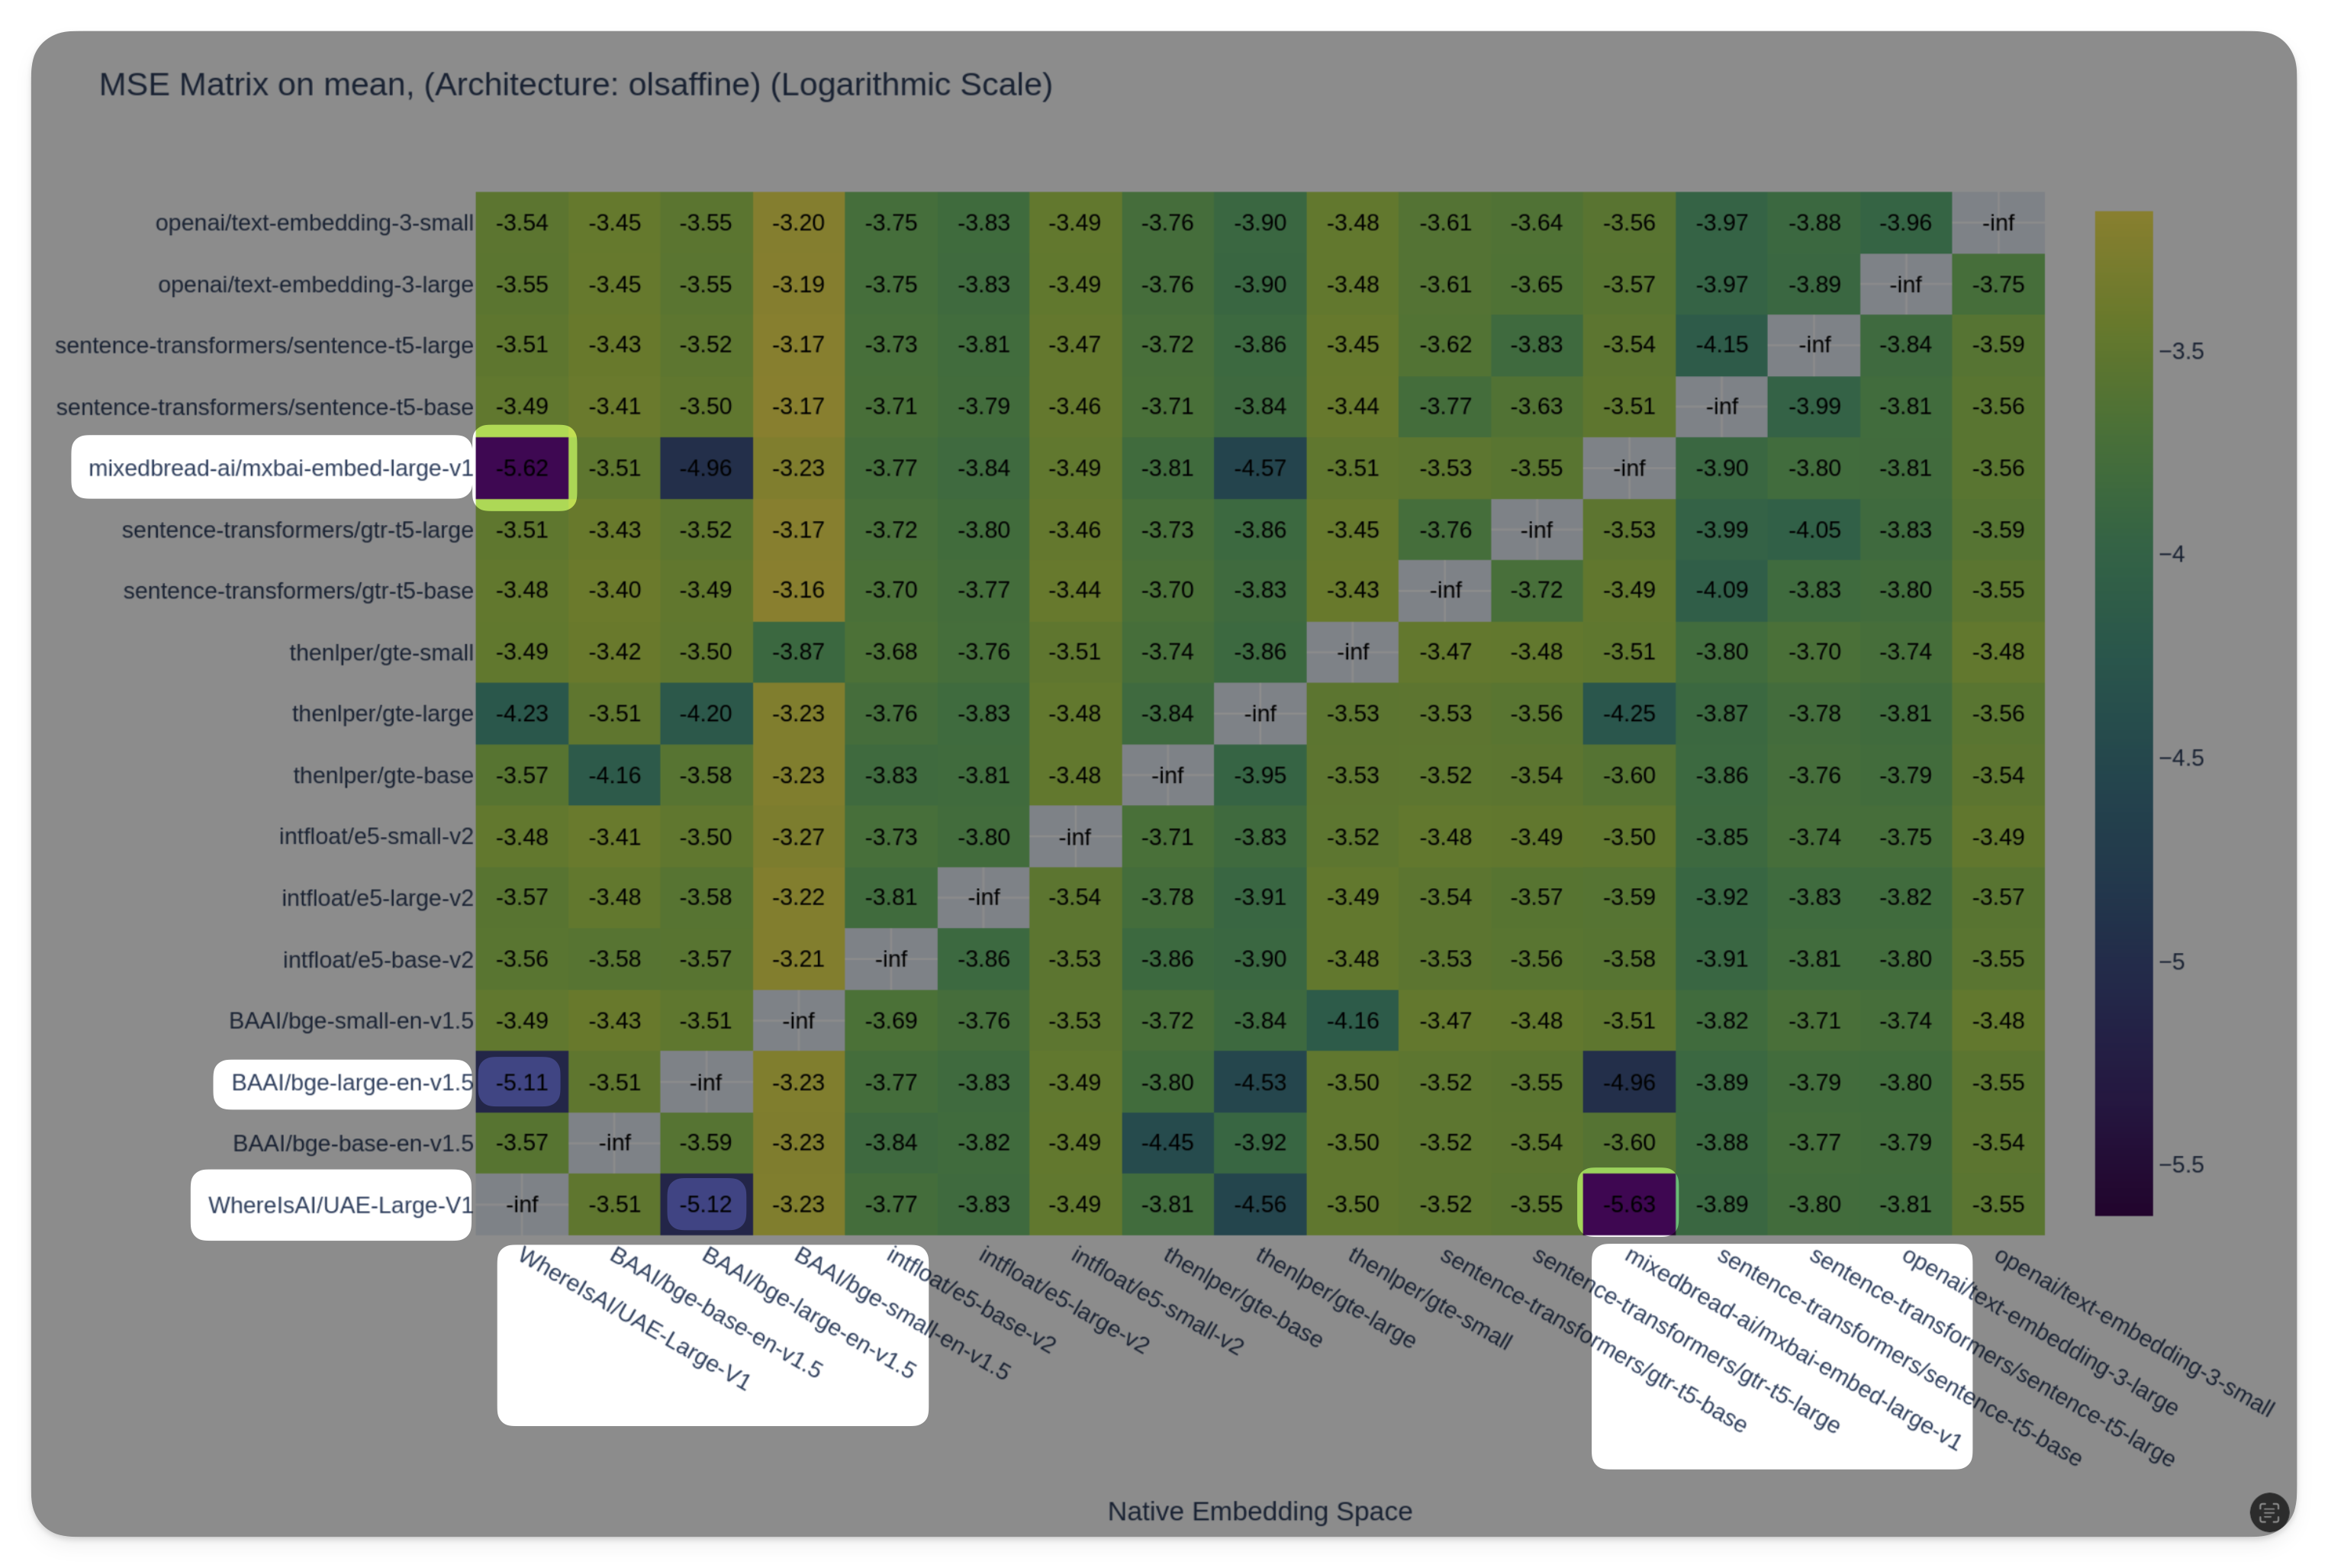 MSE Matrix on mean, (Architecture: olsaffine) (Logarithmic Scale)
openai/text-embedding-3-small -3.54 -3.45 -3.55 -3.20 -3.75 -3.83 -3.49 -3.76 -3.90 -3.48 -3.61 -3.64 -3.56 -3.97 -3.88 -3.96 -inf
openai/text-embedding-3-large -3.55 -3.45 -3.55 -3.19 -3.75 -3.83 -3.49 -3.76 -3.90 -3.48 -3.61 -3.65 -3.57 -3.97 -3.89 -inf -3.75
sentence-transformers/sentence-t5-large -3.51 -3.43 -3.52 -3.17 -3.73 -3.81 -3.47 -3.72 -3.86 -3.45 -3.62 -3.83 -3.54 -4.15 -inf -3.84 -3.59
sentence-transformers/sentence-t5-base -3.49 -3.41 -3.50 -3.17 -3.71 -3.79 -3.46 -3.71 -3.84 -3.44 -3.77 -3.63 -3.51 -inf -3.99 -3.81 -3.56
mixedbread-ai/mxbai-embed-large-v1 -5.62 -3.51 -4.96 -3.23 -3.77 -3.84 -3.49 -3.81 -4.57 -3.51 -3.53 -3.55 -inf -3.90 -3.80 -3.81 -3.56
sentence-transformers/gtr-t5-large -3.51 -3.43 -3.52 -3.17 -3.72 -3.80 -3.46 -3.73 -3.86 -3.45 -3.76 -inf -3.53 -3.99 -4.05 -3.83 -3.59
sentence-transformers/gtr-t5-base -3.48 -3.40 -3.49 -3.16 -3.70 -3.77 -3.44 -3.70 -3.83 -3.43 -inf -3.72 -3.49 -4.09 -3.83 -3.80 -3.55
thenlper/gte-small -3.49 -3.42 -3.50 -3.87 -3.68 -3.76 -3.51 -3.74 -3.86 -inf -3.47 -3.48 -3.51 -3.80 -3.70 -3.74 -3.48
thenlper/gte-large -4.23 -3.51 -4.20 -3.23 -3.76 -3.83 -3.48 -3.84 -inf -3.53 -3.53 -3.56 -4.25 -3.87 -3.78 -3.81 -3.56
thenlper/gte-base -3.57 -4.16 -3.58 -3.23 -3.83 -3.81 -3.48 -inf -3.95 -3.53 -3.52 -3.54 -3.60 -3.86 -3.76 -3.79 -3.54
intfloat/e5-small-v2 -3.48 -3.41 -3.50 -3.27 -3.73 -3.80 -inf -3.71 -3.83 -3.52 -3.48 -3.49 -3.50 -3.85 -3.74 -3.75 -3.49
intfloat/e5-large-v2 -3.57 -3.48 -3.58 -3.22 -3.81 -inf -3.54 -3.78 -3.91 -3.49 -3.54 -3.57 -3.59 -3.92 -3.83 -3.82 -3.57
intfloat/e5-base-v2 -3.56 -3.58 -3.57 -3.21 -inf -3.86 -3.53 -3.86 -3.90 -3.48 -3.53 -3.56 -3.58 -3.91 -3.81 -3.80 -3.55
BAAI/bge-small-en-v1.5 -3.49 -3.43 -3.51 -inf -3.69 -3.76 -3.53 -3.72 -3.84 -4.16 -3.47 -3.48 -3.51 -3.82 -3.71 -3.74 -3.48
BAAI/bge-large-en-v1.5 -5.11 -3.51 -inf -3.23 -3.77 -3.83 -3.49 -3.80 -4.53 -3.50 -3.52 -3.55 -4.96 -3.89 -3.79 -3.80 -3.55
BAAI/bge-base-en-v1.5 -3.57 -inf -3.59 -3.23 -3.84 -3.82 -3.49 -4.45 -3.92 -3.50 -3.52 -3.54 -3.60 -3.88 -3.77 -3.79 -3.54
WhereIsAI/UAE-Large-V1 -inf -3.51 -5.12 -3.23 -3.77 -3.83 -3.49 -3.81 -4.56 -3.50 -3.52 -3.55 -5.63 -3.89 -3.80 -3.81 -3.55
WhereIsAI/UAE-Large-V1
BAAI/bge-base-en-v1.5
BAAI/bge-large-en-v1.5
BAAI/bge-small-en-v1.5
intfloat/e5-base-v2
intfloat/e5-large-v2
intfloat/e5-small-v2
thenlper/gte-base
thenlper/gte-large
thenlper/gte-small
sentence-transformers/gtr-t5-base
sentence-transformers/gtr-t5-large
mixedbread-ai/mxbai-embed-large-v1
sentence-transformers/sentence-t5-base
sentence-transformers/sentence-t5-large
openai/text-embedding-3-large
openai/text-embedding-3-small
Native Embedding Space
−3.5
−4
−4.5
−5
−5.5